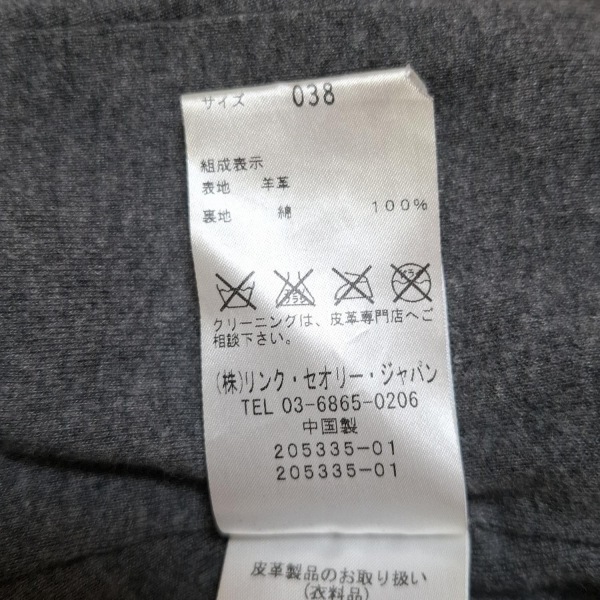 サイズ 038
組成表示
表地 羊革
裏地 綿 100%
クリーニングは、皮革専門店へご
相談下さい。
(株)リンク・セオリー・ジャパン
TEL 03-6865-0206
中国製
205335-01
205335-01
皮革製品のお取り扱い
(衣料品)